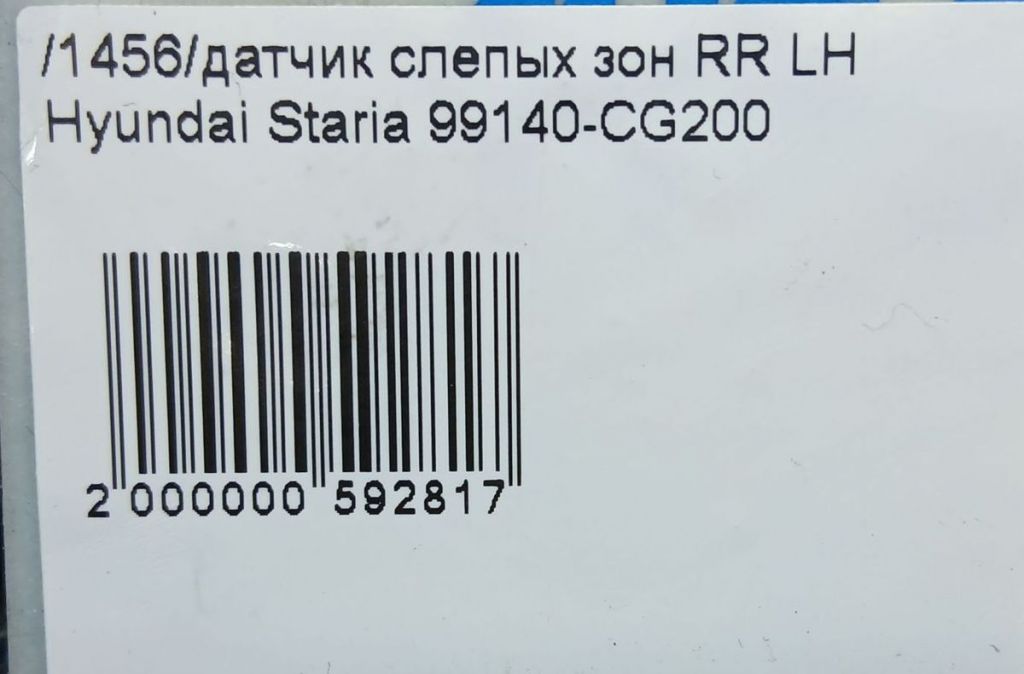 /1456/датчик слепых зон RR LH
Hyundai Staria 99140-CG200
2 000000 592817